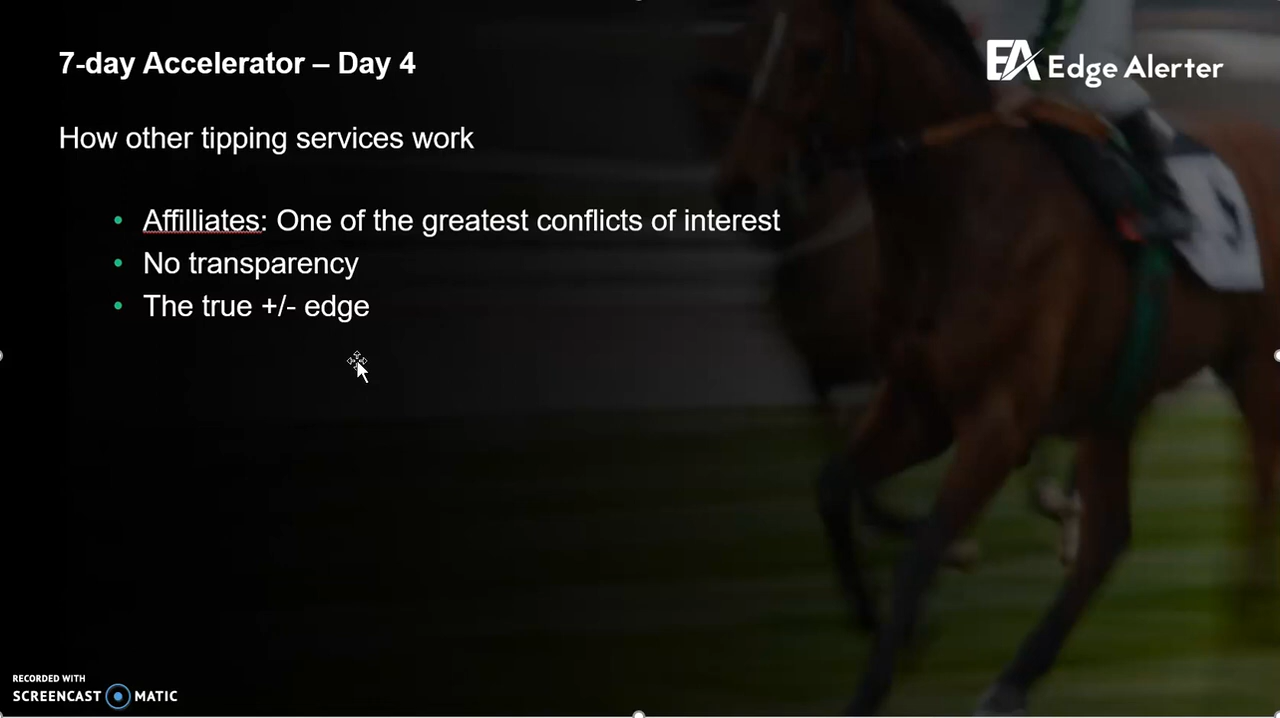 7-day Accelerator – Day 4
EA Edge Alerter
How other tipping services work
• Affilliates: One of the greatest conflicts of interest
• No transparency
• The true +/- edge
RECORDED WITH
SCREENCAST MATIC